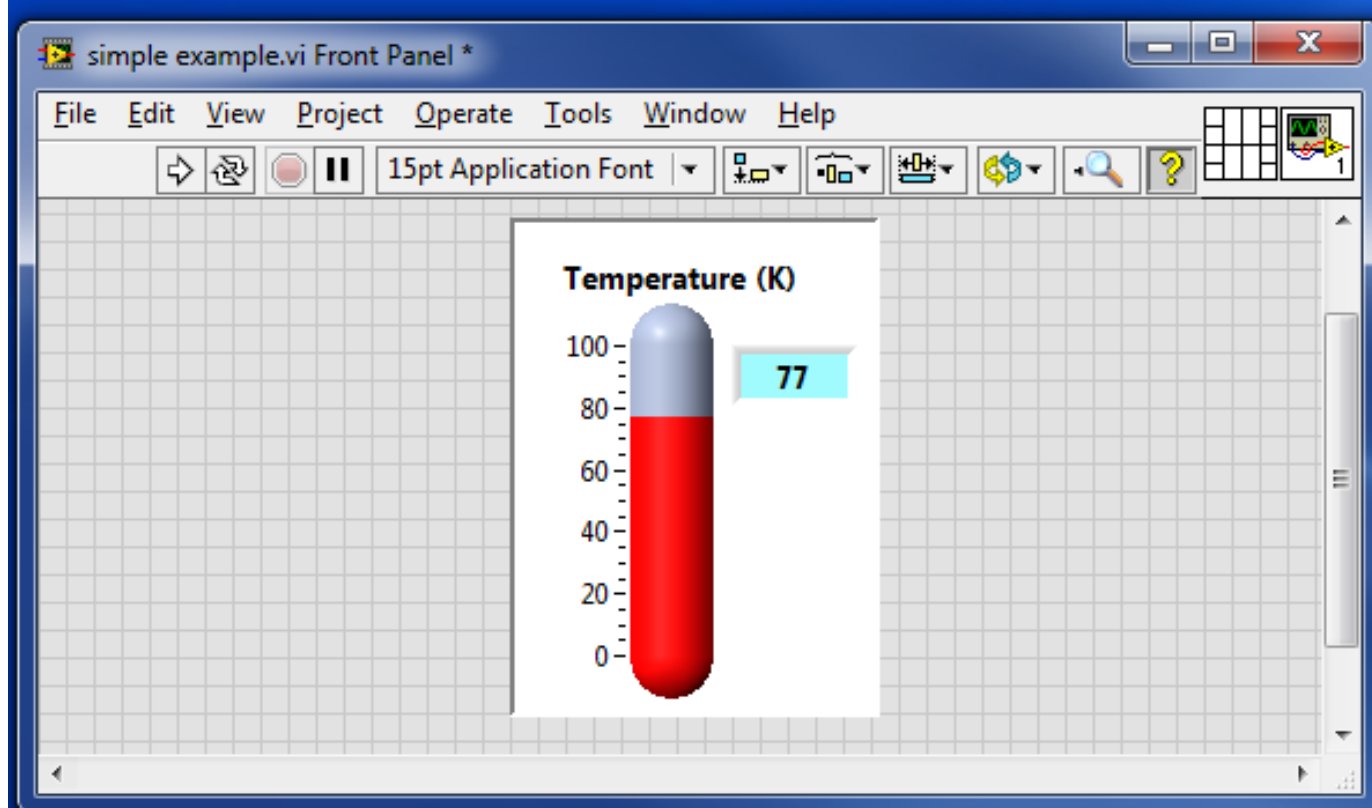 simple example.vi Front Panel *
File Edit View Project Operate Tools Window Help
15pt Application Font
1
Temperature (K)
100
77
80
60
40
20
0